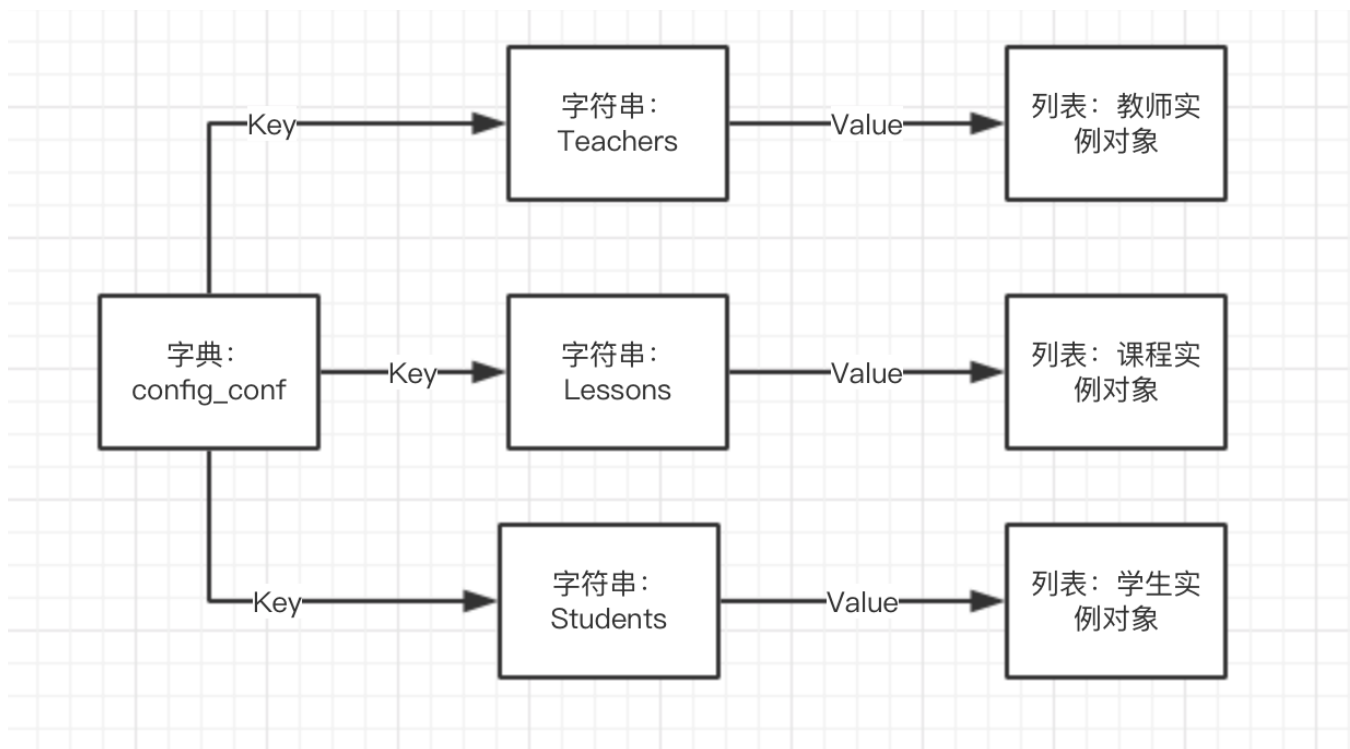 Key
字符串：
Teachers
Value
列表：教师实
例对象
字典：
config_conf
Key
字符串：
Lessons
Value
列表：课程实
例对象
Key
字符串：
Students
Value
列表：学生实
例对象